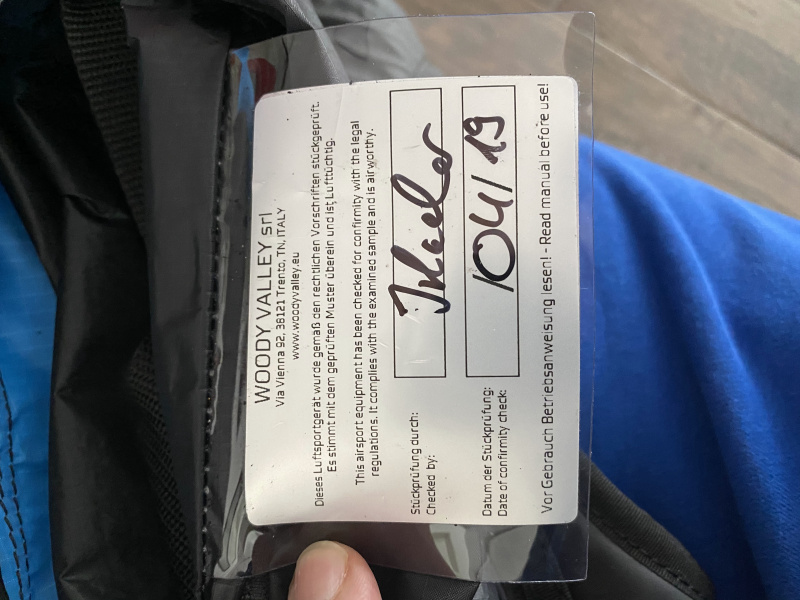 WOODY VALLEY srl
Via Vienna 92, 38121 Trento, TN, ITALY
www.woodyvalley.eu
Dieses Luftsportgerät wurde gemäß den rechtlichen Vorschriften stückgeprüft.
Es stimmt mit dem geprüften Muster überein und ist Lufttüchtig.
This airsport equipment has been checked for confirmity with the legal
regulations. It complies with the examined sample and is airworthy.
Stückprüfung durch:
Checked by:
Datum der Stückprüfung: 04/19
Date of confirmity check:
Vor Gebrauch Betriebsanweisung lesen! - Read manual before use!